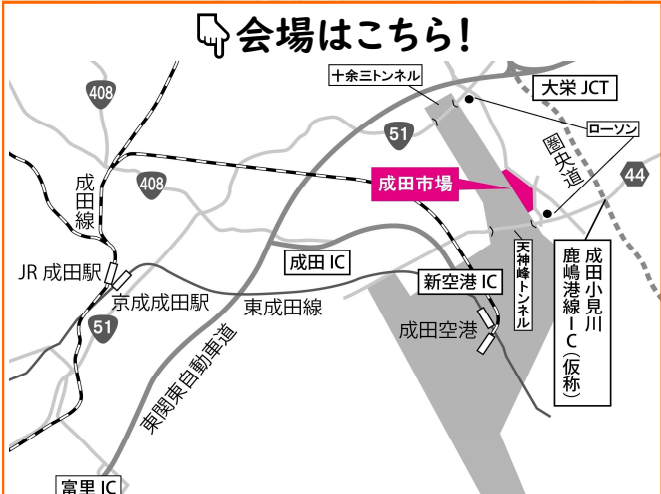 会場はこちら!
十余三トンネル
大栄 JCT
408
51
ローソン
圏央道
44
成田市場
成田線
408
成田 IC
新空港 IC
天神峰トンネル
成田小見川
鹿嶋港線IC(仮称)
JR 成田駅
京成成田駅
東成田線
成田空港
51
東関東自動車道
富里 IC